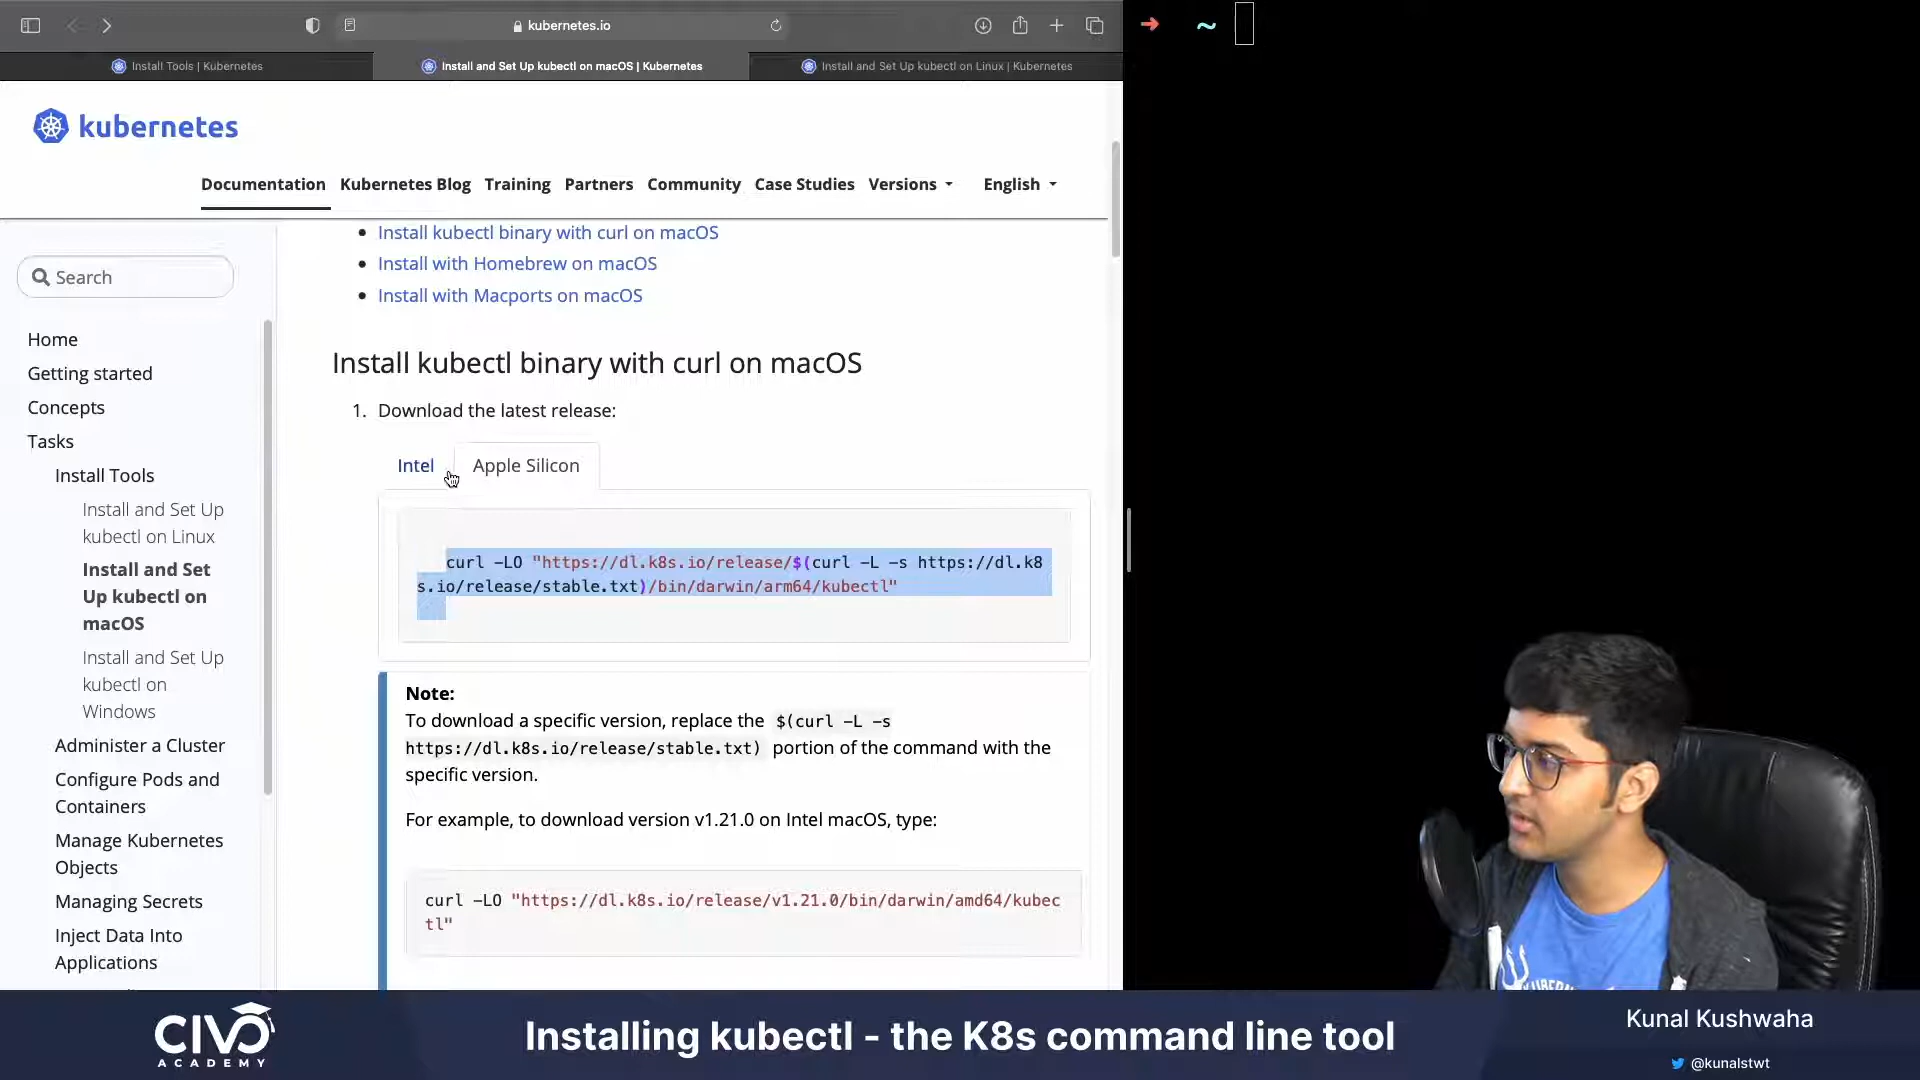 kubernetes.io
Install Tools | Kubernetes
Install and Set Up kubectl on macOS | Kubernetes
Install and Set Up kubectl on Linux | Kubernetes
➜ ~
kubernetes
Documentation Kubernetes Blog Training Partners Community Case Studies Versions English
Search
Home
Getting started
Concepts
Tasks
Install Tools
Install and Set Up
kubectl on Linux
Install and Set
Up kubectl on
macOS
Install and Set Up
kubectl on
Windows
Administer a Cluster
Configure Pods and
Containers
Manage Kubernetes
Objects
Managing Secrets
Inject Data Into
Applications
• Install kubectl binary with curl on macOS
• Install with Homebrew on macOS
• Install with Macports on macOS
Install kubectl binary with curl on macOS
1. Download the latest release:
Intel Apple Silicon
curl -LO "https://dl.k8s.io/release/$(curl -L -s https://dl.k8
s.io/release/stable.txt)/bin/darwin/arm64/kubectl"
Note:
To download a specific version, replace the $(curl -L -s
https://dl.k8s.io/release/stable.txt) portion of the command with the
specific version.
For example, to download version v1.21.0 on Intel macOS, type:
curl -LO "https://dl.k8s.io/release/v1.21.0/bin/darwin/amd64/kubec
tl"
CIVO
ACADEMY
Installing kubectl - the K8s command line tool
Kunal Kushwaha
@kunalstwt